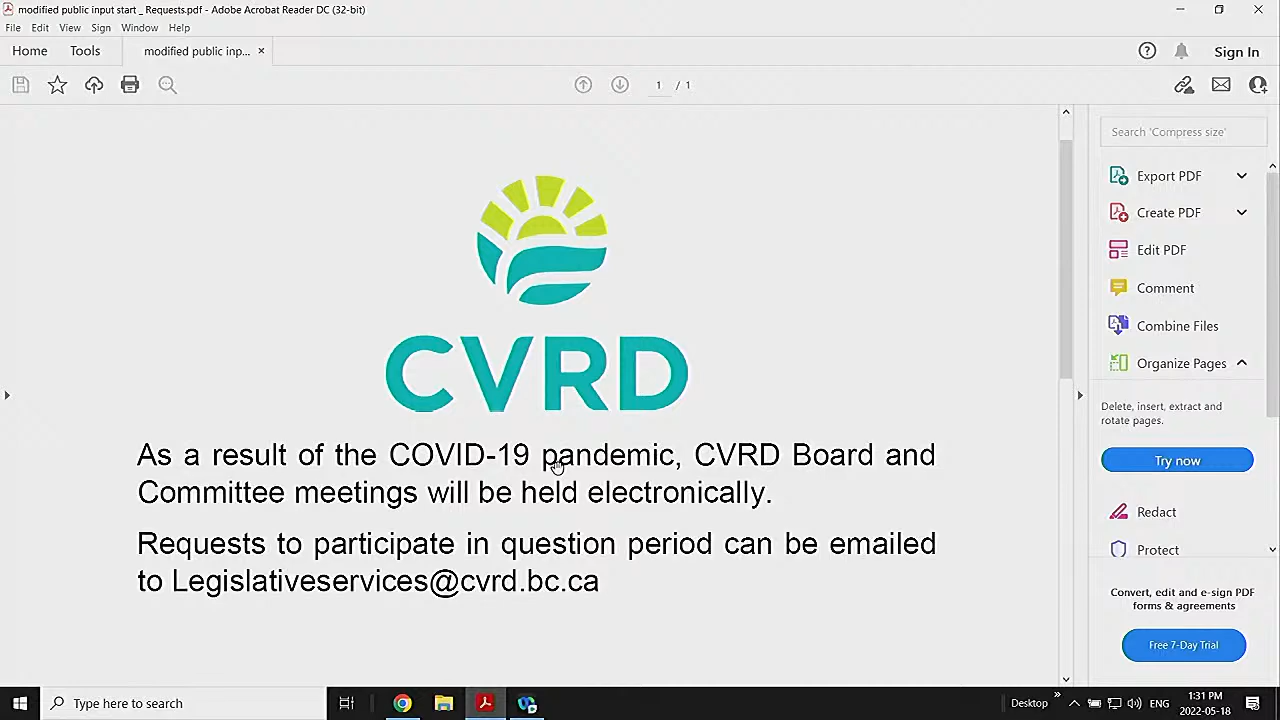 modified public input start _ Requests.pdf - Adobe Acrobat Reader DC (32-bit)
File Edit View Sign Window Help
Home Tools modified public inp... × Sign In
1 / 1
Search 'Compress size'
Export PDF
Create PDF
Edit PDF
Comment
Combine Files
Organize Pages
Delete, insert, extract and
rotate pages.
Try now
Redact
Protect
Convert, edit and e-sign PDF
forms & agreements
Free 7-Day Trial
CVRD
As a result of the COVID-19 pandemic, CVRD Board and
Committee meetings will be held electronically.
Requests to participate in question period can be emailed
to Legislativeservices@cvrd.bc.ca
Type here to search
Desktop
ENG
1:31 PM
2022-05-18